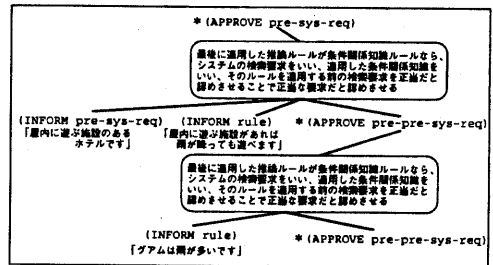 *(APPROVE pre-sys-req)
最後に適用した推論ルールが条件関係知識ルールなら、
システムの検索要求をいい、適用した条件関係知識を
いい、そのルールを適用する前の検索要求を正当だと
認めさせることで正当な要求だと認めさせる
(INFORM pre-sys-req)
「屋内に遊ぶ施設のある
ホテルです」
(INFORM rule)
「屋内に遊ぶ施設があれば
雨が降っても遊べます」
*(APPROVE pre-pre-sys-req)
最後に適用した推論ルールが条件関係知識ルールなら、
システムの検索要求をいい、適用した条件関係知識を
いい、そのルールを適用する前の検索要求を正当だと
認めさせることで正当な要求だと認めさせる
(INFORM rule)
「グアムは雨が多いです」
*(APPROVE pre-pre-sys-req)